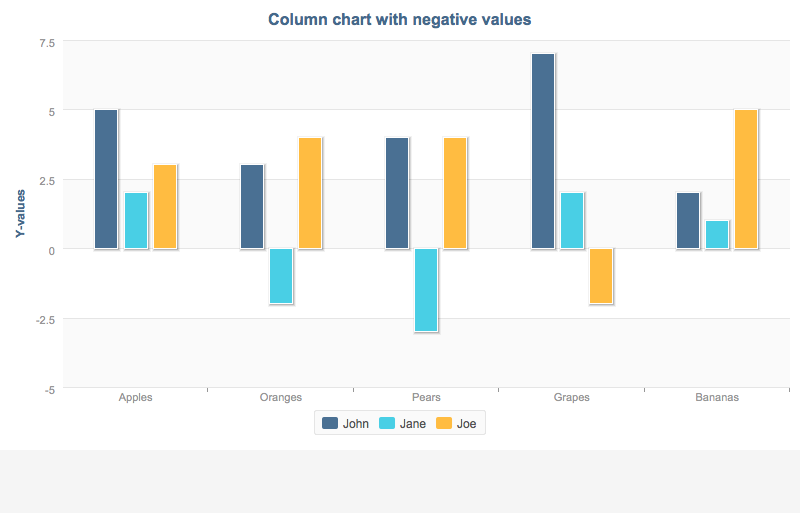 Column chart with negative values
Y-values
7.5
5
2.5
0
-2.5
-5
Apples Oranges Pears Grapes Bananas
John Jane Joe